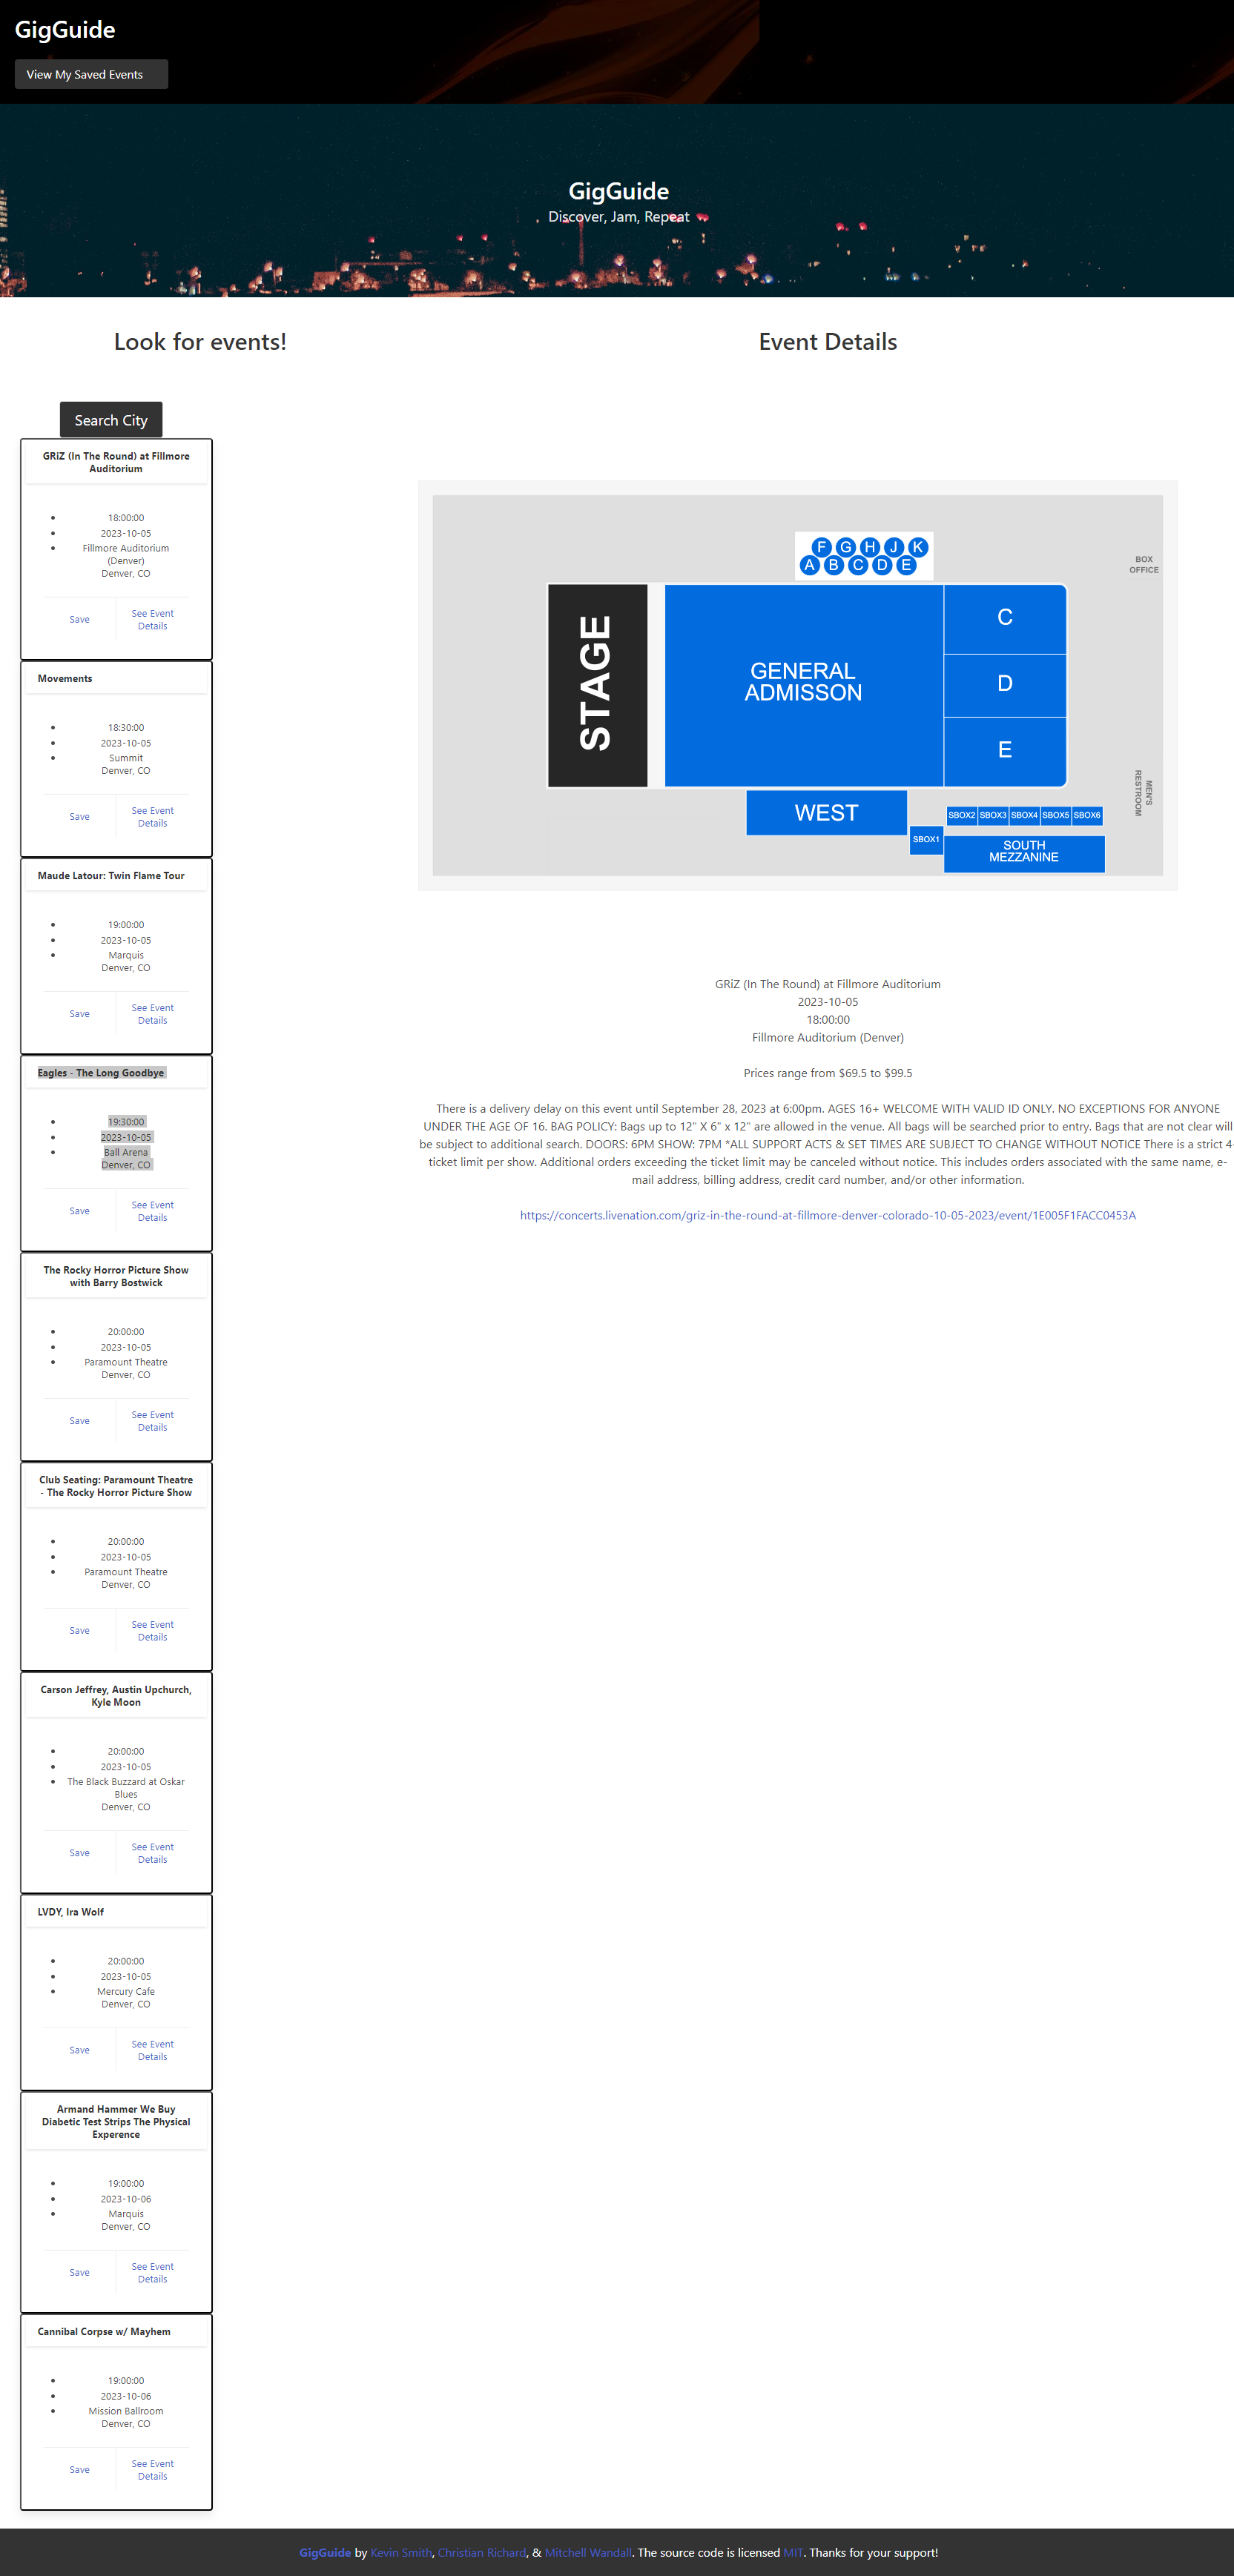 GigGuide
View My Saved Events
GigGuide
Discover, Jam, Repeat
Look for events!
Search City
GRiZ (In The Round) at Fillmore
Auditorium
18:00:00
2023-10-05
Fillmore Auditorium
(Denver)
Denver, CO
Save
See Event
Details
Movements
18:30:00
2023-10-05
Summit
Denver, CO
Save
See Event
Details
Maude Latour: Twin Flame Tour
19:00:00
2023-10-05
Marquis
Denver, CO
Save
See Event
Details
Eagles - The Long Goodbye
19:30:00
2023-10-05
Ball Arena
Denver, CO
Save
See Event
Details
The Rocky Horror Picture Show
with Barry Bostwick
20:00:00
2023-10-05
Paramount Theatre
Denver, CO
Save
See Event
Details
Club Seating: Paramount Theatre
- The Rocky Horror Picture Show
20:00:00
2023-10-05
Paramount Theatre
Denver, CO
Save
See Event
Details
Carson Jeffrey, Austin Upchurch,
Kyle Moon
20:00:00
2023-10-05
The Black Buzzard at Oskar
Blues
Denver, CO
Save
See Event
Details
LVDY, Ira Wolf
20:00:00
2023-10-05
Mercury Cafe
Denver, CO
Save
See Event
Details
Armand Hammer We Buy
Diabetic Test Strips The Physical
Experence
19:00:00
2023-10-06
Marquis
Denver, CO
Save
See Event
Details
Cannibal Corpse w/ Mayhem
19:00:00
2023-10-06
Mission Ballroom
Denver, CO
Save
See Event
Details
Event Details
F G H J K
A B C D E
BOX
OFFICE
STAGE
GENERAL
ADMISSON
C
D
E
MEN'S
RESTROOM
WEST
SBOX1
SBOX2 SBOX3 SBOX4 SBOX5 SBOX6
SOUTH
MEZZANINE
GRiZ (In The Round) at Fillmore Auditorium
2023-10-05
18:00:00
Fillmore Auditorium (Denver)
Prices range from $69.5 to $99.5
There is a delivery delay on this event until September 28, 2023 at 6:00pm. AGES 16+ WELCOME WITH VALID ID ONLY. NO EXCEPTIONS FOR ANYONE
UNDER THE AGE OF 16. BAG POLICY: Bags up to 12" X 6" x 12" are allowed in the venue. All bags will be searched prior to entry. Bags that are not clear will
be subject to additional search. DOORS: 6PM SHOW: 7PM *ALL SUPPORT ACTS & SET TIMES ARE SUBJECT TO CHANGE WITHOUT NOTICE There is a strict 4-
ticket limit per show. Additional orders exceeding the ticket limit may be canceled without notice. This includes orders associated with the same name, e-
mail address, billing address, credit card number, and/or other information.
https://concerts.livenation.com/griz-in-the-round-at-fillmore-denver-colorado-10-05-2023/event/1E005F1FACC0453A
GigGuide by Kevin Smith, Christian Richard, & Mitchell Wandall. The source code is licensed MIT. Thanks for your support!